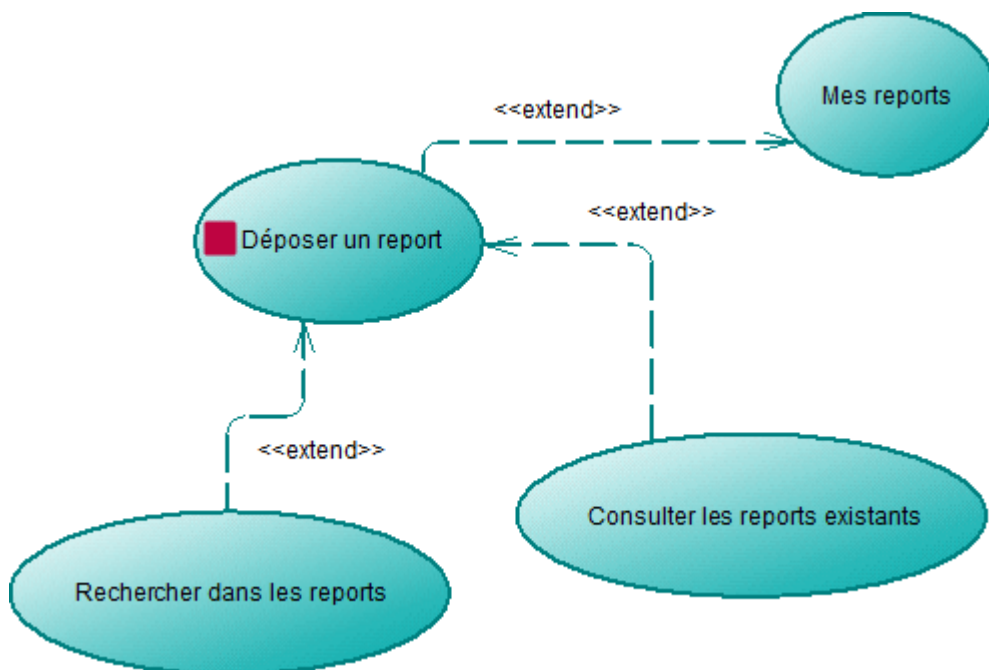 Mes reports
<<extend>>
<<extend>>
Déposer un report
<<extend>>
Consulter les reports existants
Rechercher dans les reports